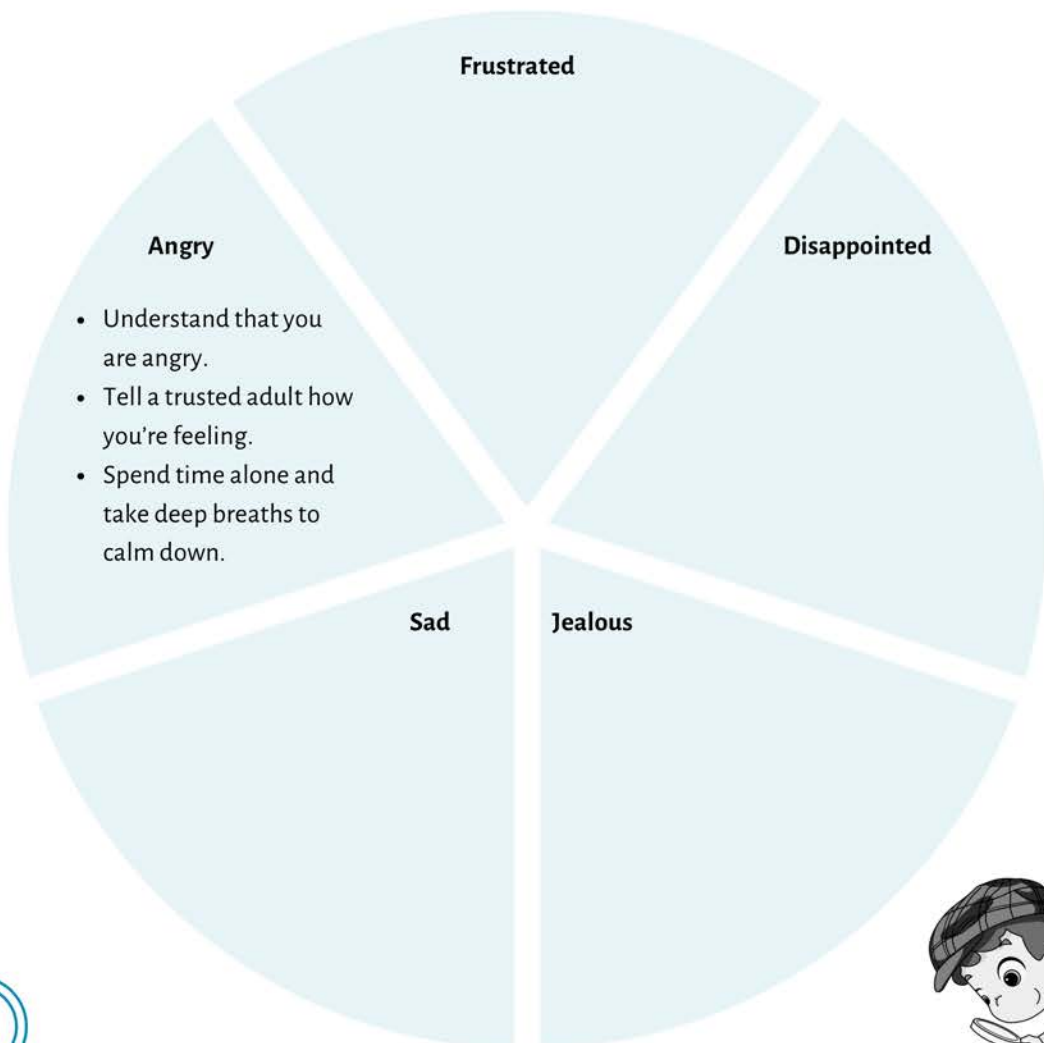 Frustrated
Angry
Disappointed
• Understand that you
are angry.
• Tell a trusted adult how
you're feeling.
• Spend time alone and
take deep breaths to
calm down.
Sad
Jealous